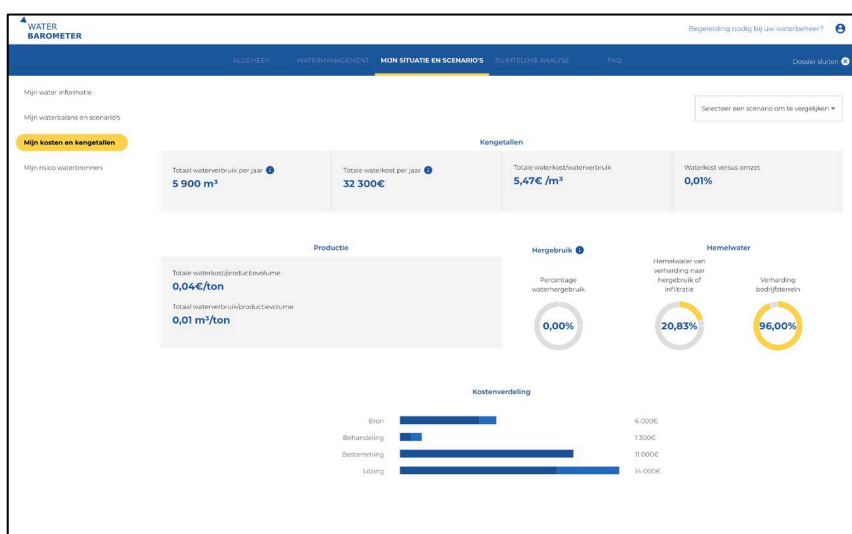 WATER
BAROMETER
Begeleiding nodig bij uw waterbeheer?
ALGEMEEN
WATERMANAGEMENT
MIJN SITUATIE EN SCENARIO'S
RUIMTELIJKE ANALYSE
FAQ
Dossier sluiten
Mijn water informatie
Mijn waterbalans en scenario's
Mijn kosten en kengetallen
Mijn risico waterbronnen
Selecteer een scenario om te vergelijken
Kengetallen
Totaal waterverbruik per jaar
5 900 m³
Totale waterkost per jaar
32 300€
Totale waterkost/waterverbruik
5,47€ /m³
Waterkost versus omzet
0,01%
Productie
Totale waterkost/productievolume
0,04€/ton
Totaal waterverbruik/productievolume
0,01 m³/ton
Hergebruik
Percentage
waterhergebruik
0,00%
Hemelwater
Hemelwater van
verharding naar
hergebruik of
infiltratie
20,83%
Verharding
bedrijfsterrein
96,00%
Kostenverdeling
Bron
6 000€
Behandeling
1 300€
Bestemming
11 000€
Lozing
14 000€